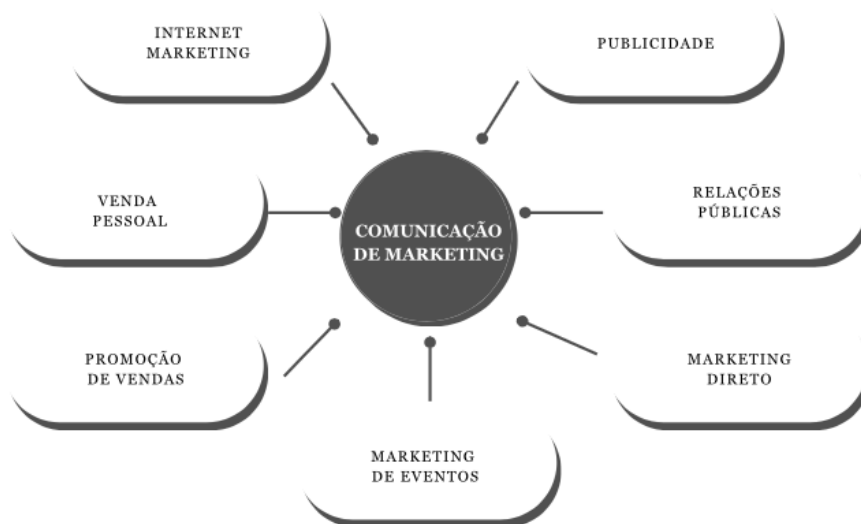 INTERNET
MARKETING
PUBLICIDADE
VENDA
PESSOAL
COMUNICAÇÃO
DE MARKETING
RELAÇÕES
PÚBLICAS
PROMOÇÃO
DE VENDAS
MARKETING
DIRETO
MARKETING
DE EVENTOS